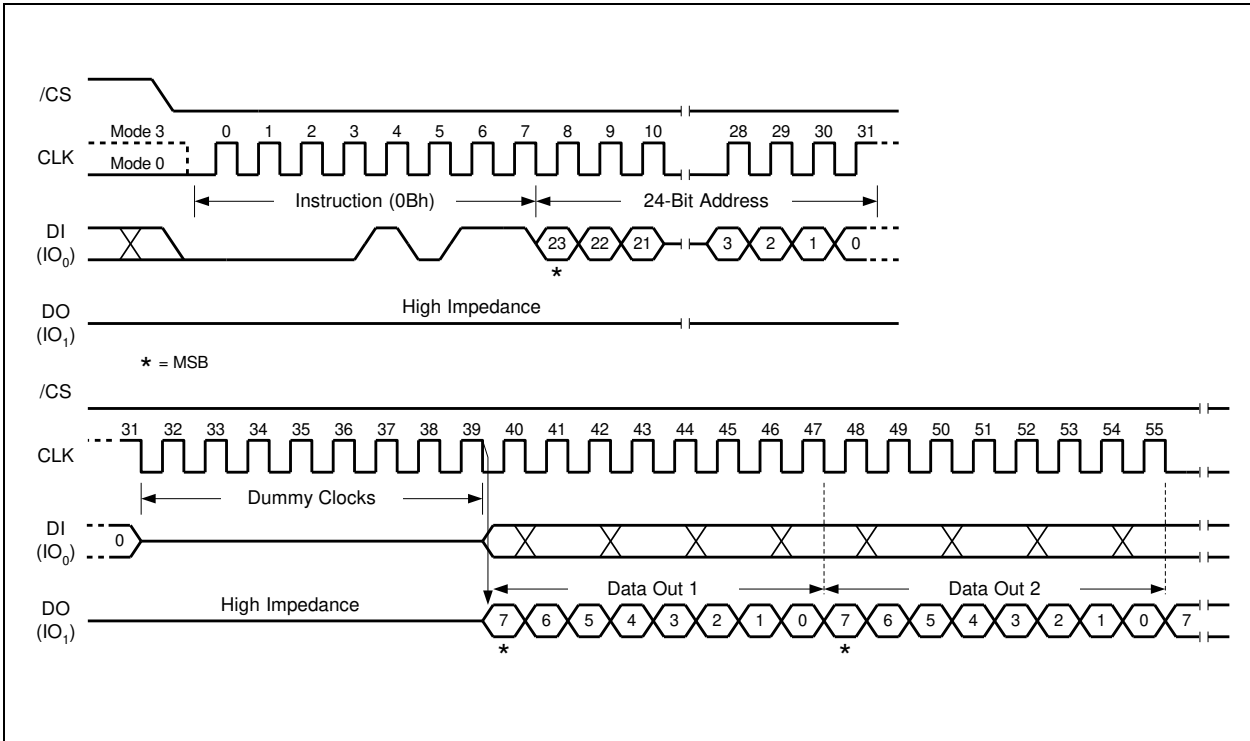 /CS
Mode 3 0 1 2 3 4 5 6 7 8 9 10 28 29 30 31
CLK
Mode 0
Instruction (0Bh) 24-Bit Address
DI
(IO0) 23 22 21 3 2 1 0
*
DO High Impedance
(IO1)
* = MSB
/CS
31 32 33 34 35 36 37 38 39 40 41 42 43 44 45 46 47 48 49 50 51 52 53 54 55
CLK
Dummy Clocks
DI
(IO0) 0
Data Out 1 Data Out 2
DO High Impedance
(IO1) 7 6 5 4 3 2 1 0 7 6 5 4 3 2 1 0 7
* *